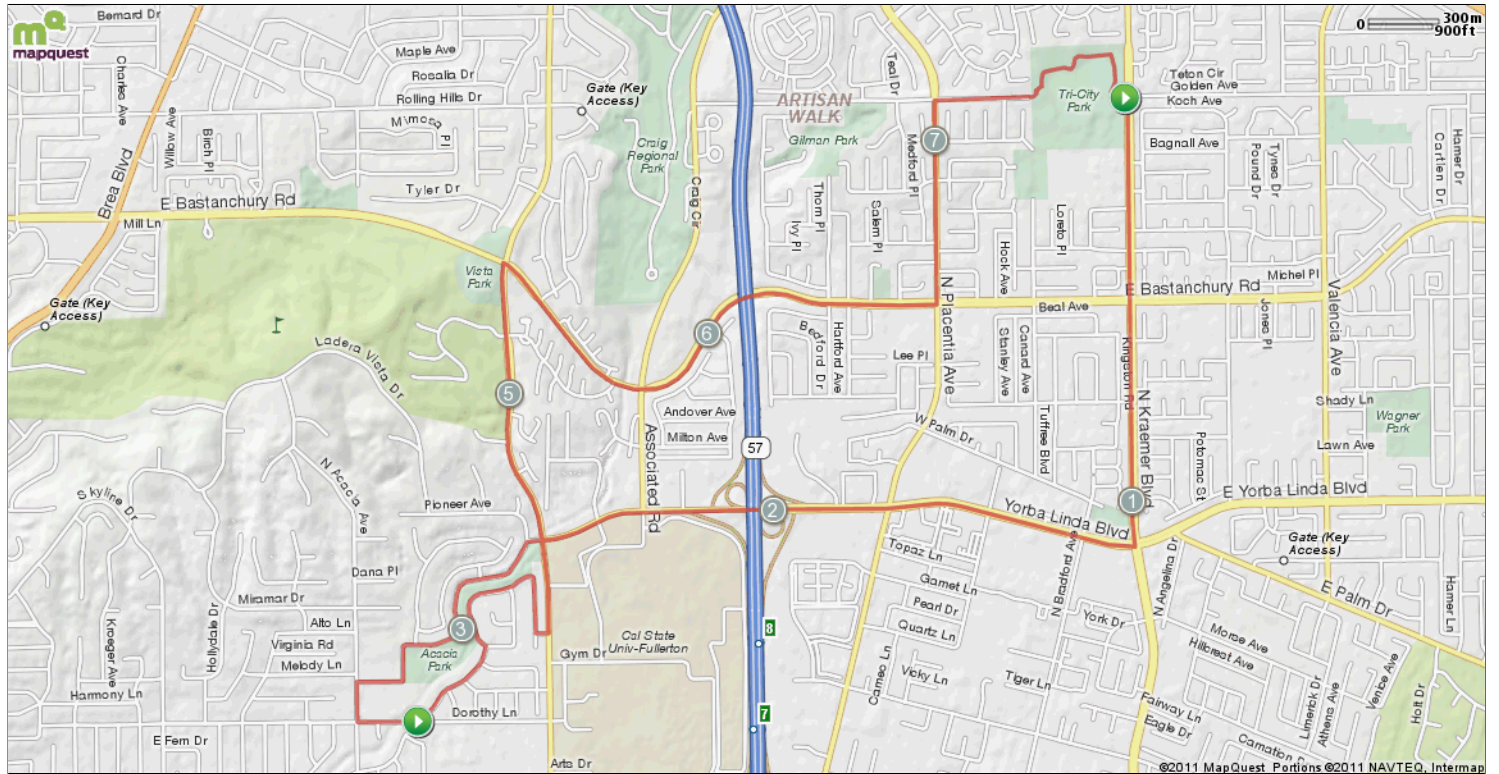 mapquest
300m
0
900ft
Bernard Dr
Maple Ave
Rosalia Dr
Rolling Hills Dr
Mimosa Pl
Charles Ave
Willow Ave
Birch Pl
Brea Blvd
Tyler Dr
E Bastanchury Rd
Mill Ln
Gate (Key
Access)
Craig
Regional
Park
Craig Cir
ARTISAN
WALK
Gilman Park
Teal Dr
Medford Pl
7
Tri-City
Park
Teton Cir
Golden Ave
Koch Ave
Bagnall Ave
Tynes Dr
Pound Dr
Hamer Dr
Cartlen Dr
Thorn Pl
Ivy Pl
Salem Pl
Loreto Pl
Hock Ave
Vista
Park
Gate (Key
Access)
N Placentia Ave
E Bastanchury Rd
Michel Pl
Beal Ave
Jones Pl
Valencia Ave
6
Bedford Dr
Hartford Ave
Lee Pl
Stanley Ave
Canard Ave
Kingston Rd
N Kraemer Blvd
Ladera Vista Dr
5
Andover Ave
Milton Ave
Associated Rd
57
W Palm Dr
Tuffree Blvd
Potomac St
Shady Ln
Wagner
Park
Lawn Ave
Skyline Dr
N Acacia Ave
Pioneer Ave
2
1
Yorba Linda Blvd
E Yorba Linda Blvd
Gate (Key
Access)
Dana Pl
Miramar Dr
Alto Ln
Virginia Rd
Melody Ln
Harmony Ln
Kroeger Ave
Hollydale Dr
3
Acacia
Park
Dorothy Ln
E Fern Dr
Gym Dr
Cal State
Univ-Fullerton
Arts Dr
8
7
Topaz Ln
Garnet Ln
Pearl Dr
Quartz Ln
Vicky Ln
Cameo Ln
Tiger Ln
N Bradford Ave
York Dr
N Angelina Dr
E Palm Dr
Hamer Ln
Morse Ave
Hillcrest Ave
Fairway Ln
Eagle Dr
Carnation Dr
Limerick Dr
Athens Ave
Venice Ave
Holt Dr
©2011 MapQuest Portions ©2011 NAVTEQ, Intermap